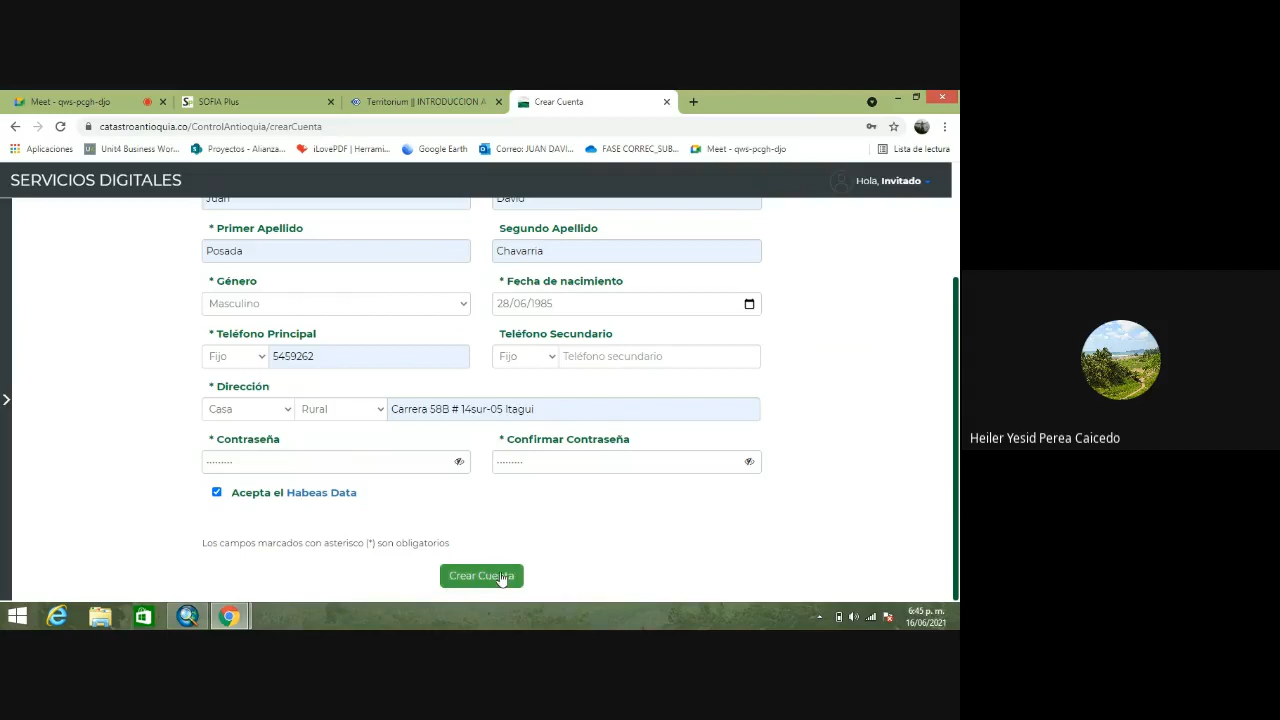 Meet - qws-pcgh-djo
SOFIA Plus
Territorium || INTRODUCCION A
Crear Cuenta
catastroantioquia.co/ControlAntioquia/crearCuenta
Aplicaciones
Unit4 Business Wor...
Proyectos - Alianza...
iLovePDF | Herrami...
Google Earth
Correo: JUAN DAVI...
FASE CORREC_SUB...
Meet - qws-pcgh-djo
Lista de lectura
SERVICIOS DIGITALES
Hola, Invitado
Juan
David
* Primer Apellido
Segundo Apellido
Posada
Chavarria
* Género
* Fecha de nacimiento
Masculino
28/06/1985
* Teléfono Principal
Teléfono Secundario
Fijo
5459262
Fijo
Teléfono secundario
* Dirección
Casa
Rural
Carrera 58B # 14sur-05 Itagui
* Contraseña
* Confirmar Contraseña
Acepta el Habeas Data
Los campos marcados con asterisco (*) son obligatorios
Crear Cuenta
Heiler Yesid Perea Caicedo
6:45 p. m.
16/06/2021